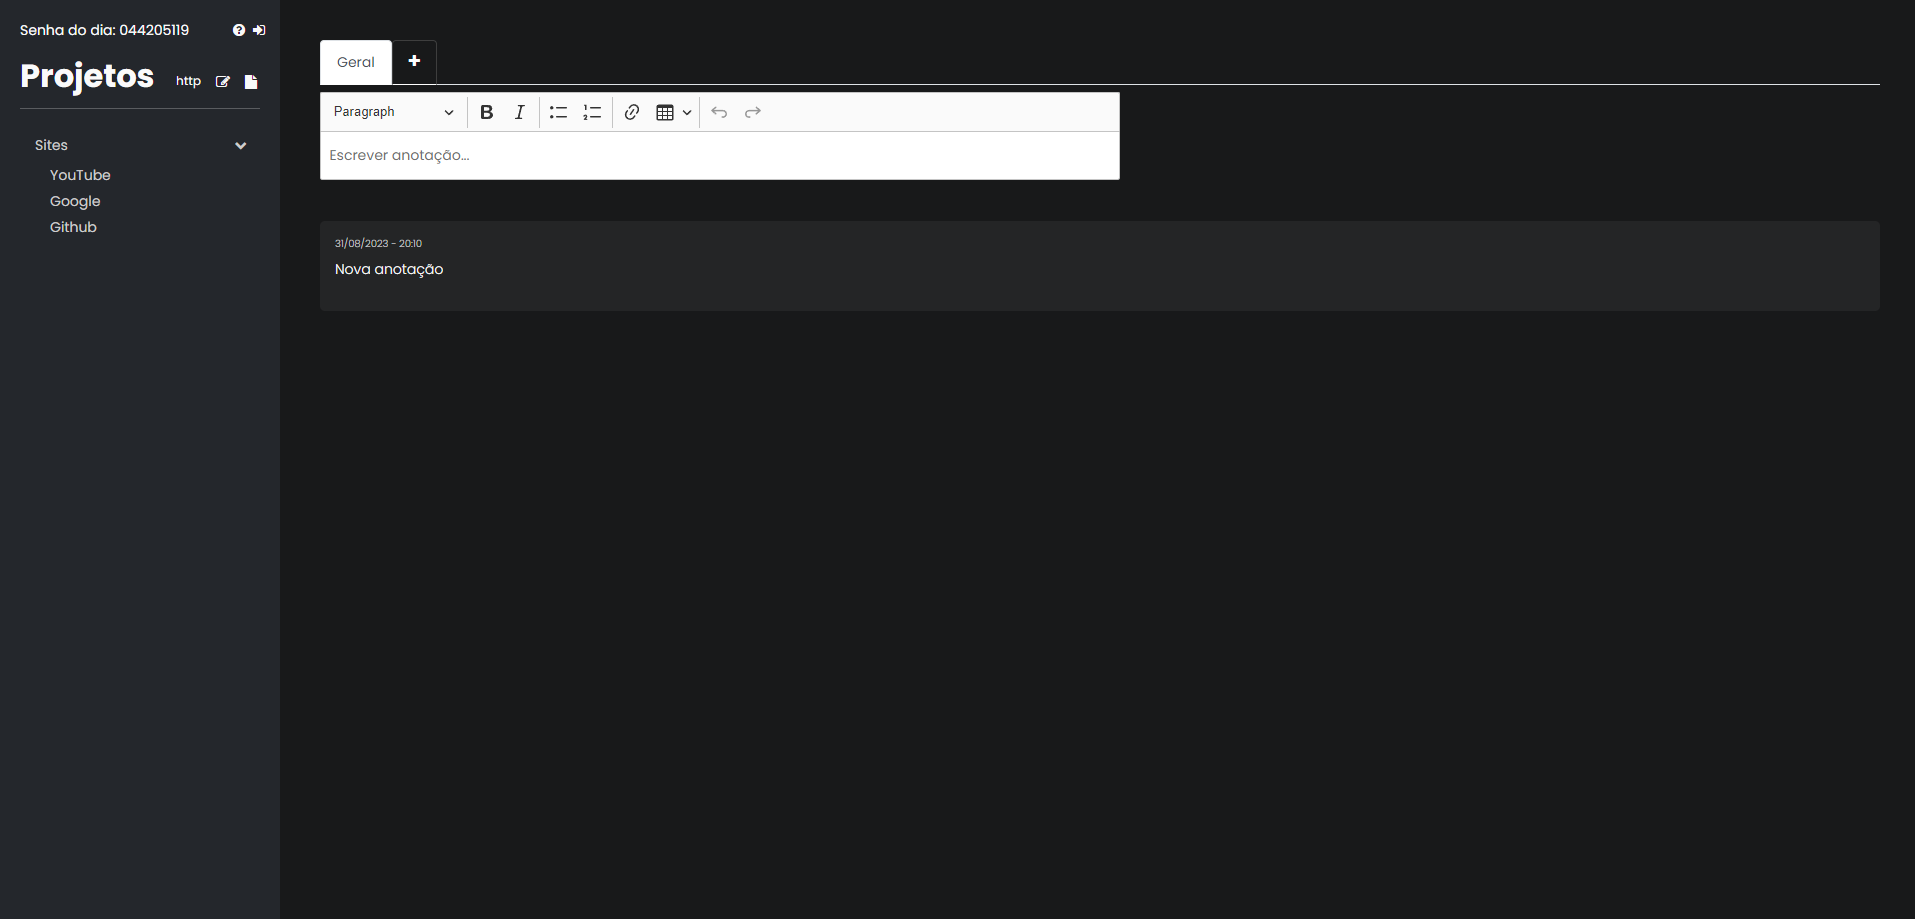 Senha do dia: 044205119
Projetos http
Sites
YouTube
Google
Github
Geral
Paragraph
Escrever anotação...
31/08/2023 - 20:10
Nova anotação